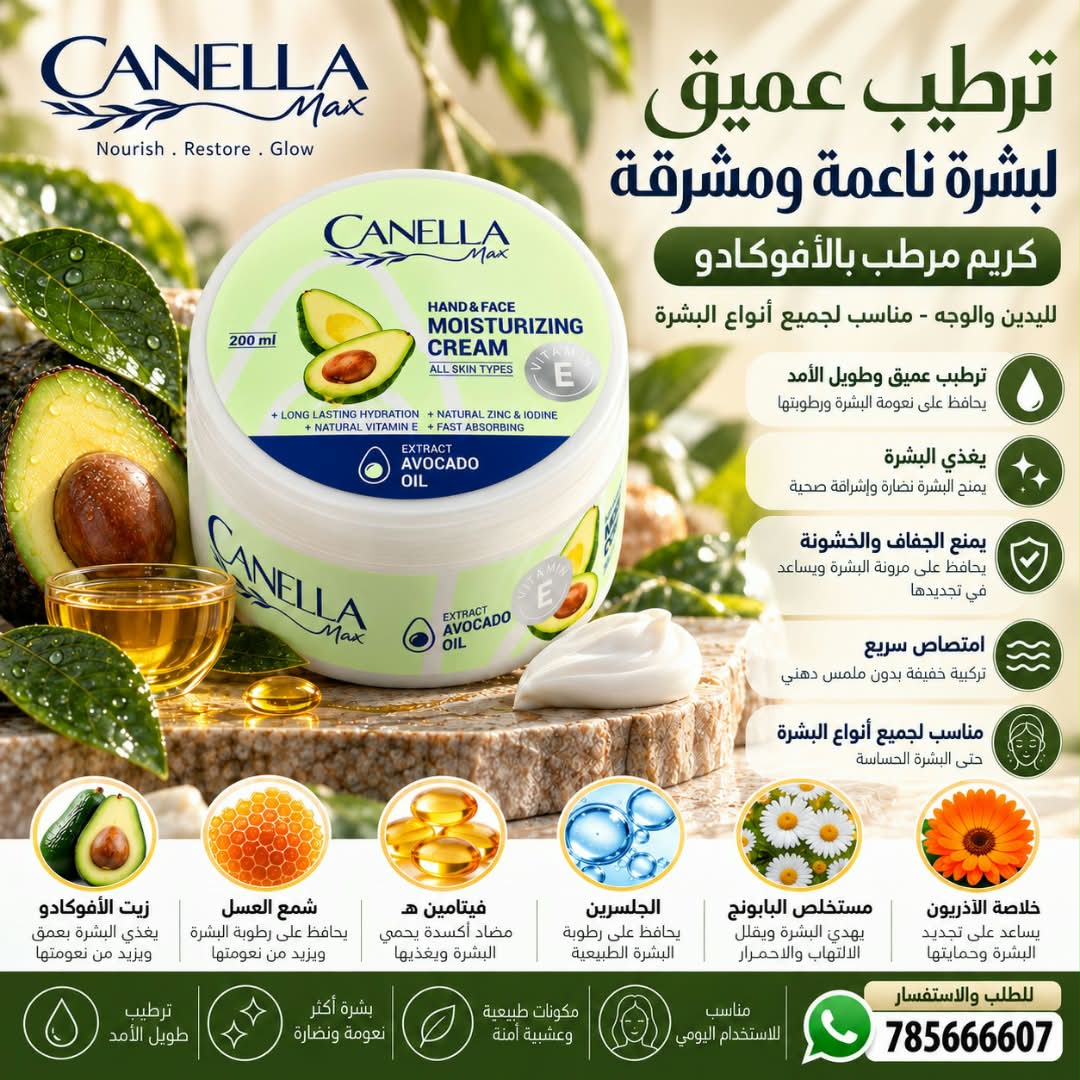 CANELLA
Max
Nourish . Restore . Glow
ترطيب عميق
لبشرة ناعمة ومشرقة
كريم مرطب بالأفوكادو
لليدين والوجه - مناسب لجميع أنواع البشرة
CANELLA
Max
200 ml
HAND & FACE
MOISTURIZING
CREAM
ALL SKIN TYPES
VITAMIN
E
+ LONG LASTING HYDRATION + NATURAL ZINC & IODINE
+ NATURAL VITAMIN E + FAST ABSORBING
EXTRACT
AVOCADO
OIL
CANELLA
Max
EXTRACT
AVOCADO
OIL
VITAMIN
E
ترطبب عميق وطويل الأمد
يحافظ على نعومة البشرة ورطوبتها
يغذي البشرة
يمنح البشرة نضارة وإشراقة صحية
يمنع الجفاف والخشونة
يحافظ على مرونة البشرة ويساعد
في تجديدها
امتصاص سريع
تركيبة خفيفة بدون ملمس دهني
مناسب لجميع أنواع البشرة
حتى البشرة الحساسة
خلاصة الآذريون
يساعد على تجديد
البشرة وحمايتها
مستخلص البابونج
يهدئ البشرة ويقلل
الالتهاب والاحمرار
الجلسرين
يحافظ على رطوبة
البشرة الطبيعية
فيتامين هـ
مضاد أكسدة يحمي
البشرة ويغذيها
شمع العسل
يحافظ على رطوبة البشرة
ويزيد من نعومتها
زيت الأفوكادو
يغذي البشرة بعمق
ويزيد من نعومتها
للطلب والاستفسار
785666607
مناسب
للاستخدام اليومي
مكونات طبيعية
وعشبية آمنة
بشرة أكثر
نعومة ونضارة
ترطيب
طويل الأمد